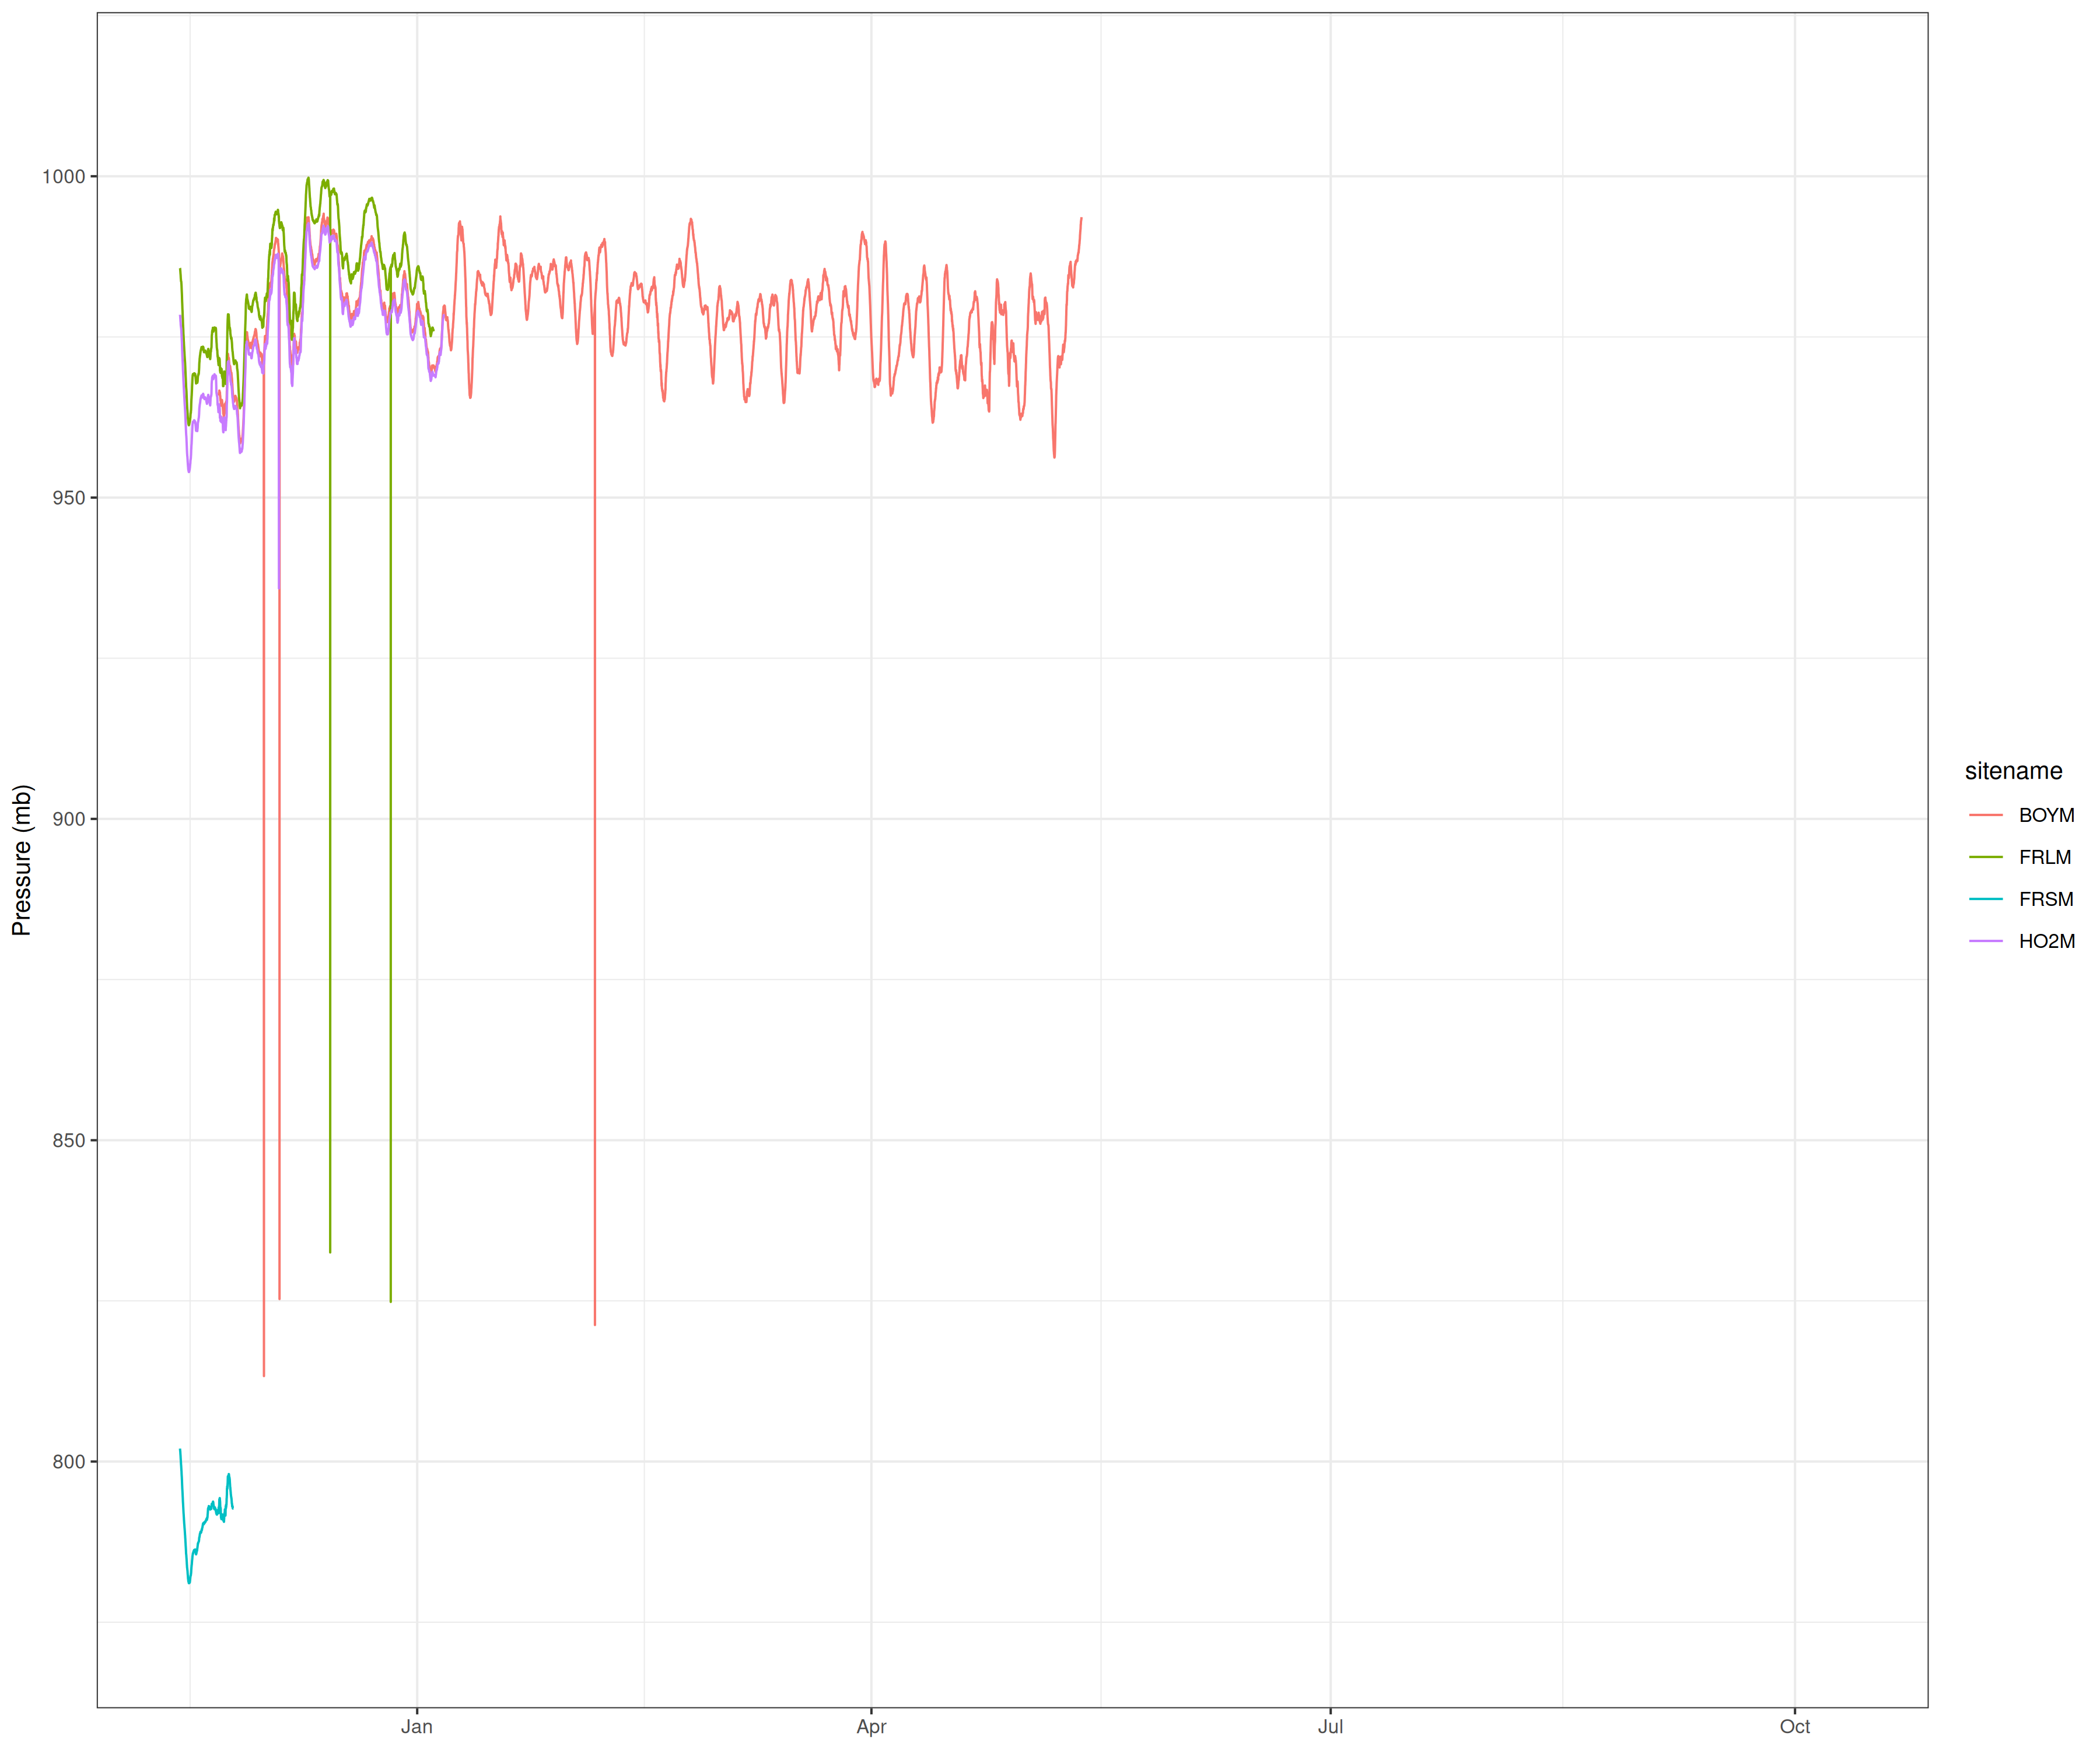 1000
950
900
850
800
Pressure (mb)
Jan
Apr
Jul
Oct
sitename
BOYM
FRLM
FRSM
HO2M